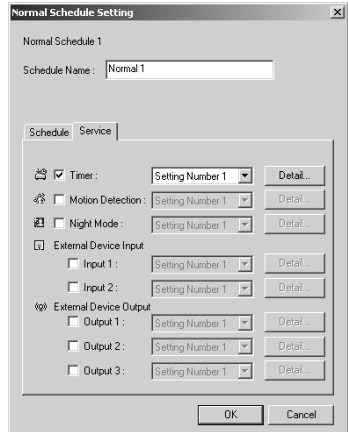 Normal Schedule Setting
Normal Schedule 1
Schedule Name : Normal 1
Schedule Service
Timer : Setting Number 1 Detail...
Motion Detection : Setting Number 1 Detail...
Night Mode : Setting Number 1 Detail...
External Device Input
Input 1 : Setting Number 1 Detail...
Input 2 : Setting Number 1 Detail...
External Device Output
Output 1 : Setting Number 1 Detail...
Output 2 : Setting Number 1 Detail...
Output 3 : Setting Number 1 Detail...
OK Cancel